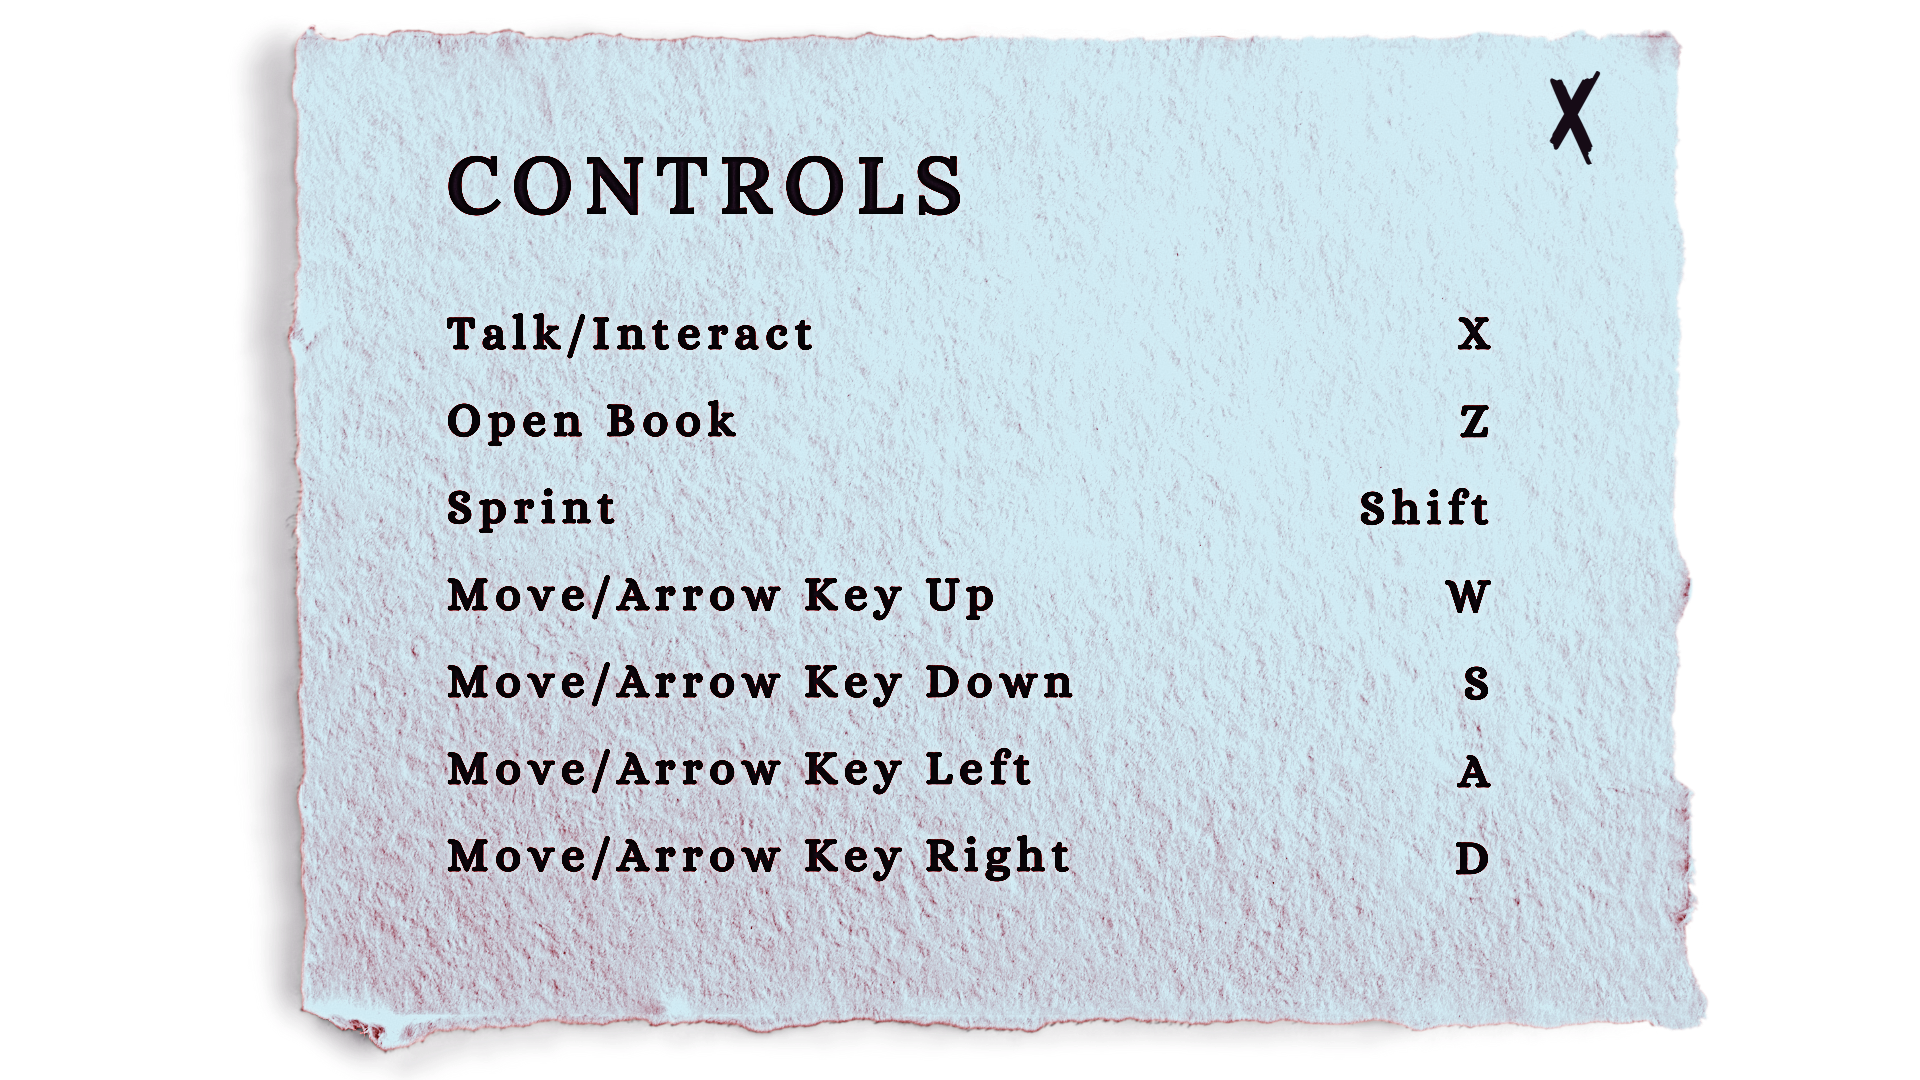 X
CONTROLS
Talk/Interact X
Open Book Z
Sprint Shift
Move/Arrow Key Up W
Move/Arrow Key Down S
Move/Arrow Key Left A
Move/Arrow Key Right D